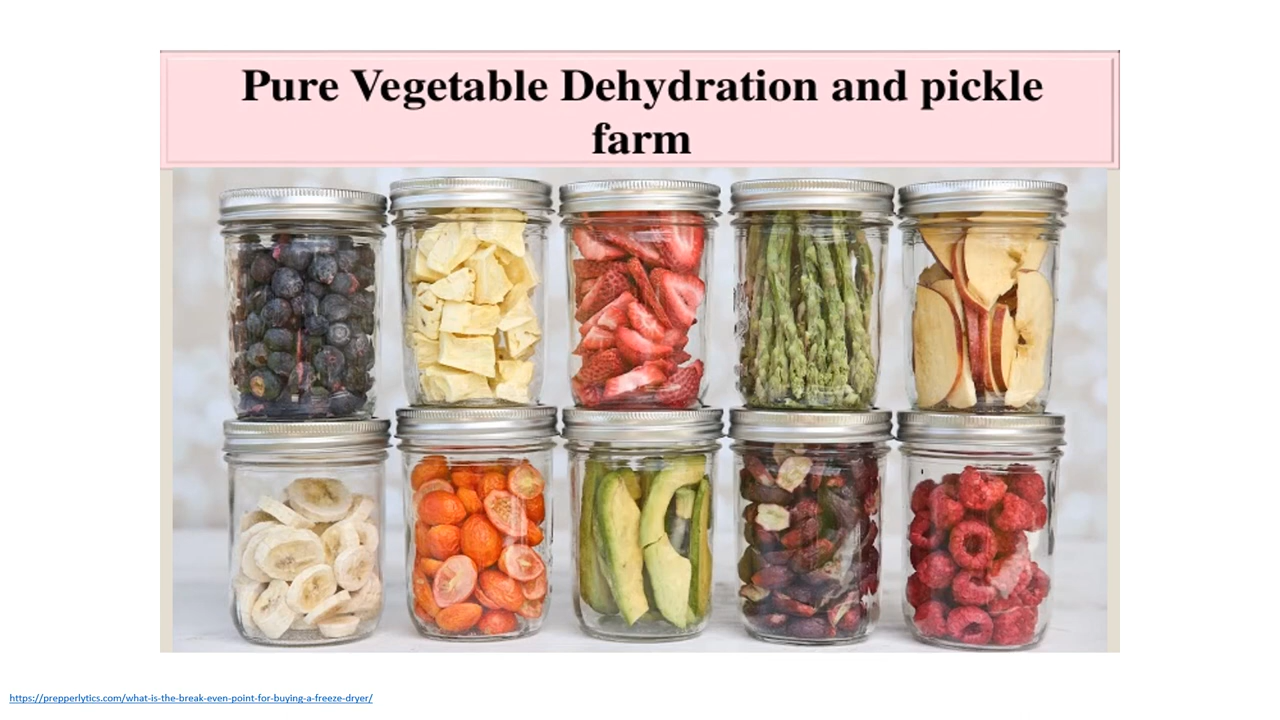 Pure Vegetable Dehydration and pickle
farm
https://prepperlytics.com/what-is-the-break-even-point-for-buying-a-freeze-dryer/